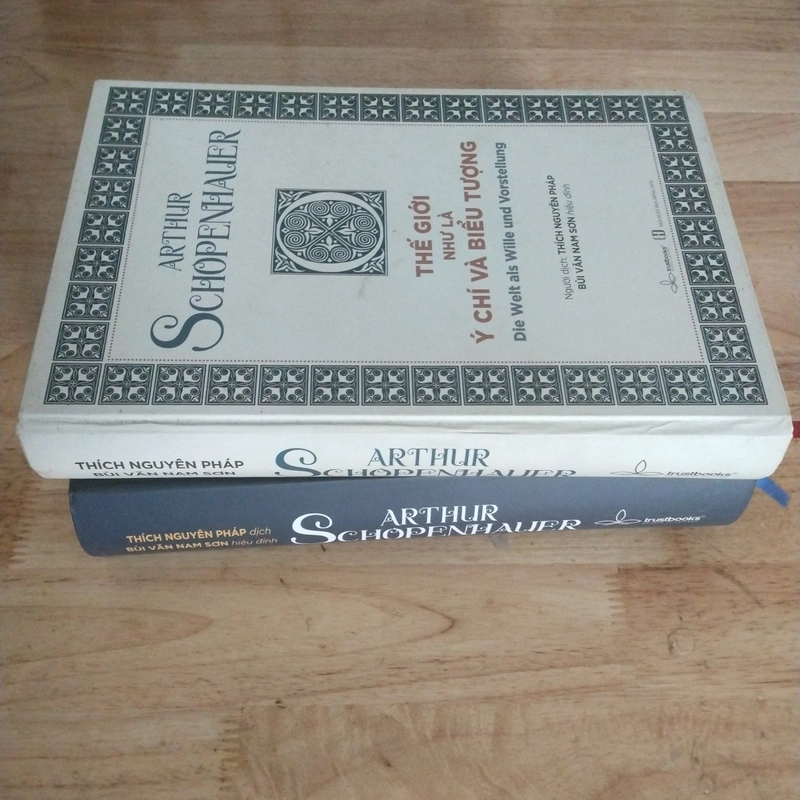 ARTHUR
SCHOPENHAUER
THẾ GIỚI
NHƯ LÀ
Ý CHÍ VÀ BIỂU TƯỢNG
Die Welt als Wille und Vorstellung
Người dịch: THÍCH NGUYÊN PHÁP
BÙI VĂN NAM SƠN hiệu đính
trustbooks
THÍCH NGUYÊN PHÁP
BÙI VĂN NAM SƠN
ARTHUR
SCHOPENHAUER
trustbooks
THÍCH NGUYÊN PHÁP dịch
BÙI VĂN NAM SƠN hiệu đính
ARTHUR
SCHOPENHAUER
trustbooks